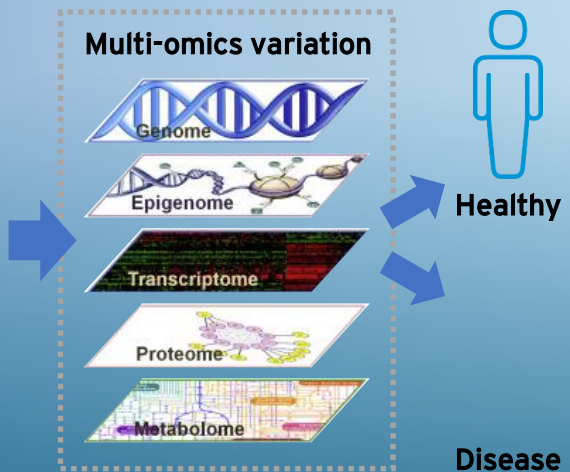 Multi-omics variation
Genome
Epigenome
Transcriptome
Proteome
Metabolome
Healthy
Disease